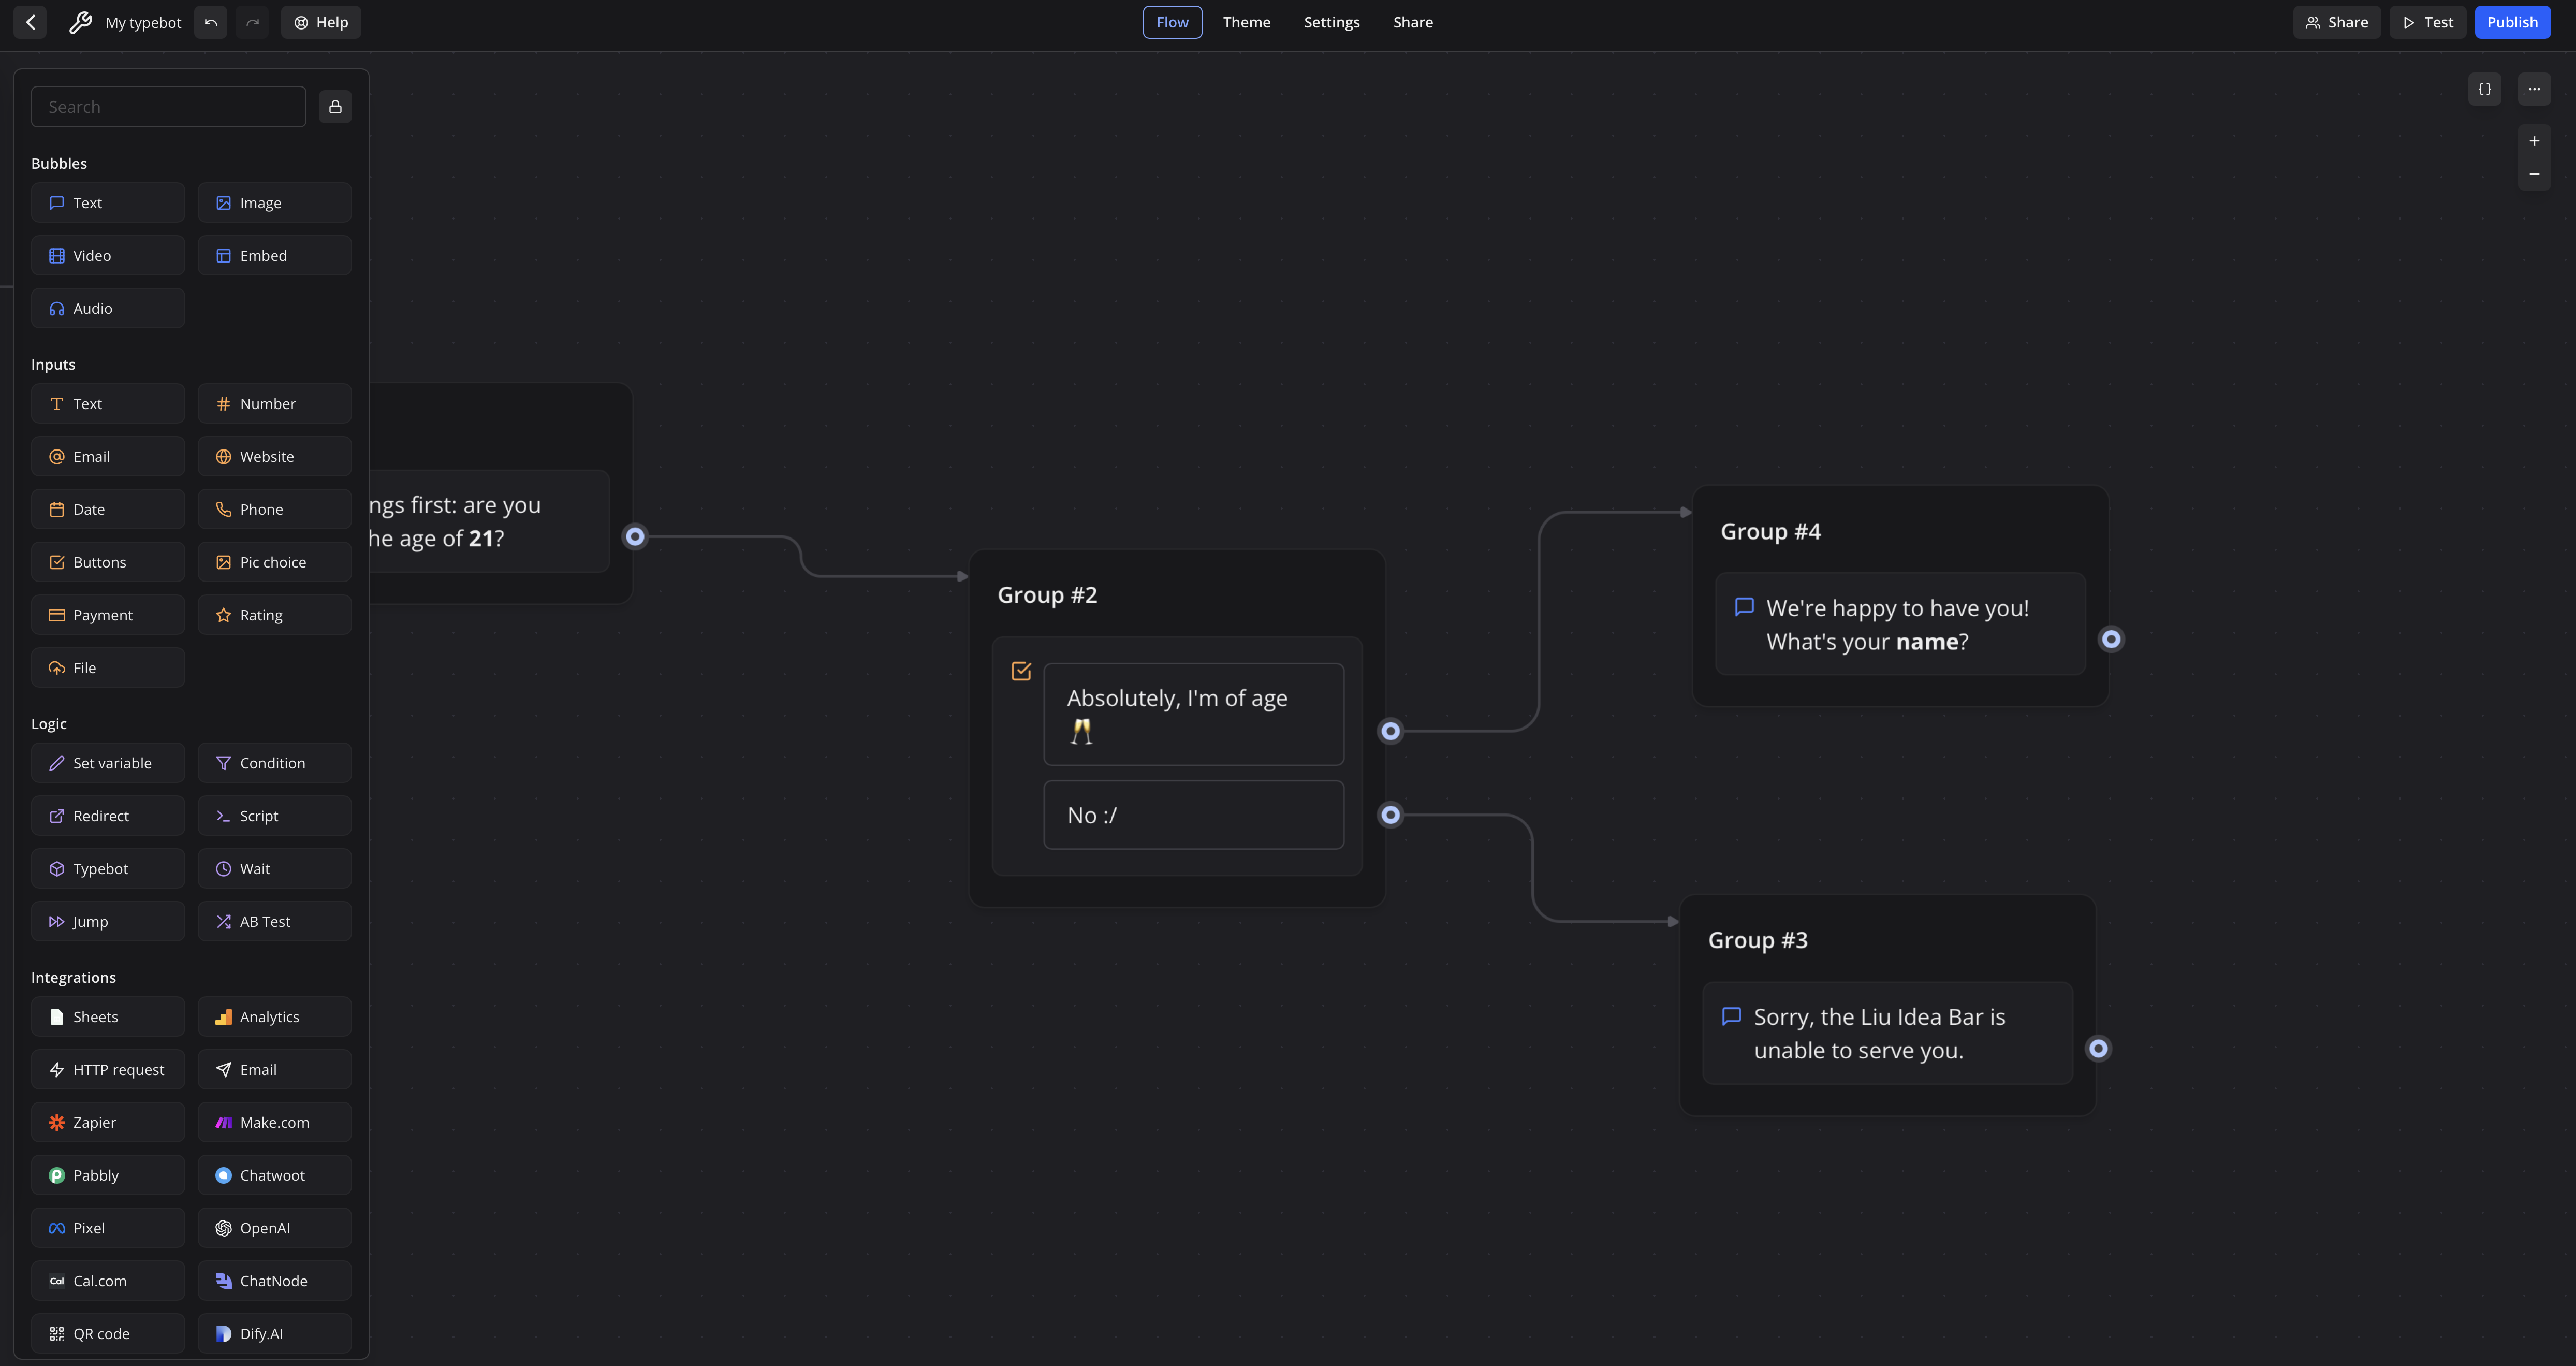 My typebot
Help
Flow
Theme
Settings
Share
Share
Test
Publish
Search
Bubbles
Text
Image
Video
Embed
Audio
Inputs
Text
Number
Email
Website
Date
Phone
Buttons
Pic choice
Payment
Rating
File
Logic
Set variable
Condition
Redirect
Script
Typebot
Wait
Jump
AB Test
Integrations
Sheets
Analytics
HTTP request
Email
Zapier
Make.com
Pabbly
Chatwoot
Pixel
OpenAI
Cal
Cal.com
ChatNode
QR code
Dify.AI
ngs first: are you
he age of 21?
Group #2
Absolutely, I'm of age
🥂
No :/
Group #4
We're happy to have you!
What's your name?
Group #3
Sorry, the Liu Idea Bar is
unable to serve you.